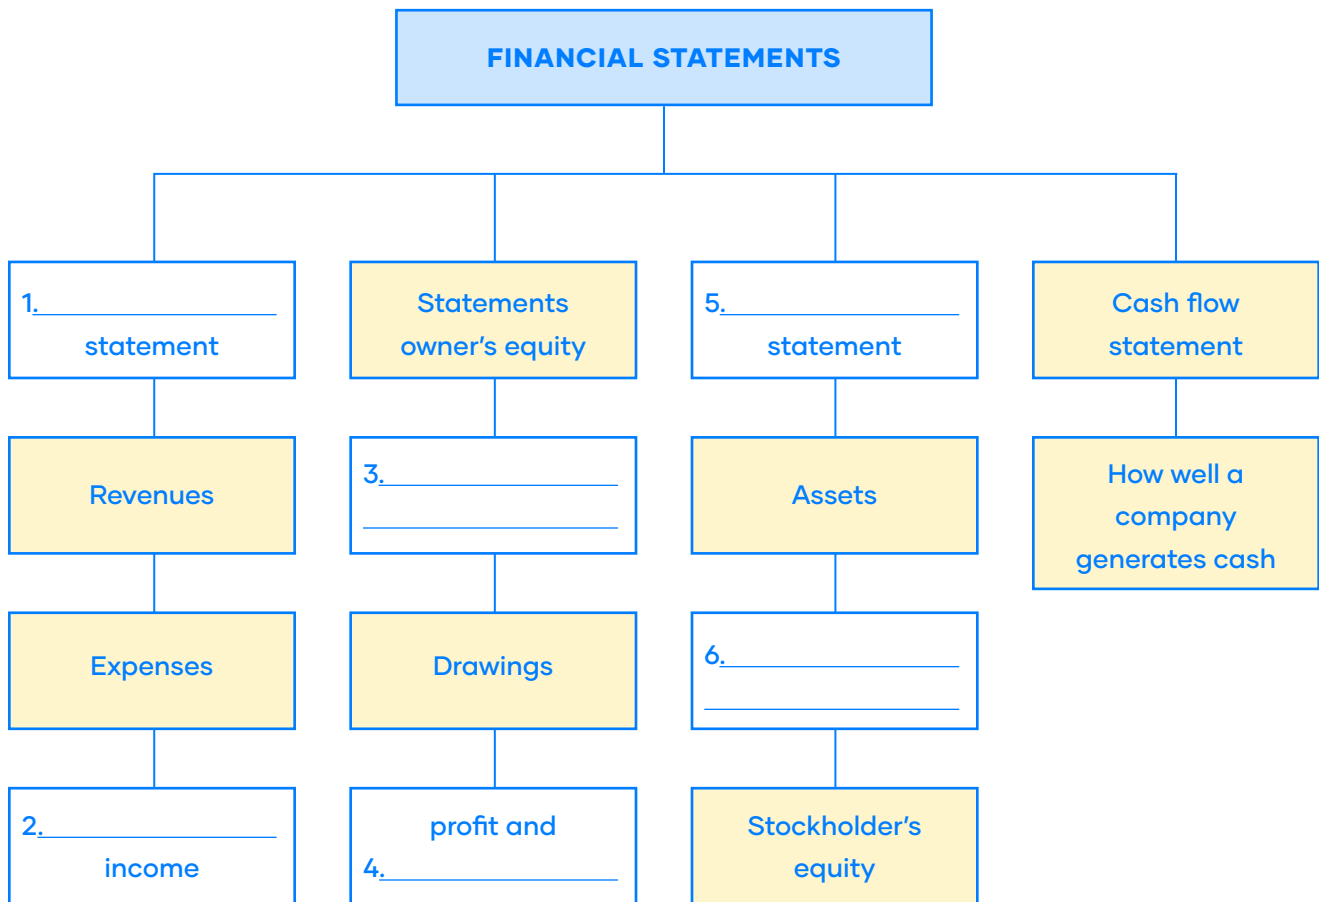 FINANCIAL STATEMENTS
1.
statement
Revenues
Expenses
2.
income
Statements
owner's equity
3.
Drawings
profit and
4.
5.
statement
Assets
6.
Stockholder's
equity
Cash flow
statement
How well a
company
generates cash